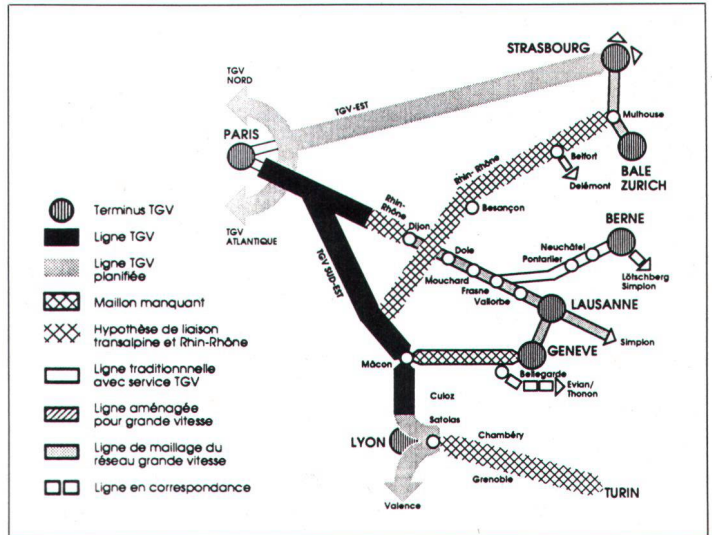 STRASBOURG
TGV
NORD
TGV-EST
PARIS
Mulhouse
Rhin-Rhône
Belfort
BALE
ZURICH
Delémont
Terminus TGV
Rhin-
Rhône
Besançon
Ligne TGV
TGV
ATLANTIQUE
Dijon
BERNE
Neuchâtel
Ligne TGV
planifiée
TGV SUD-EST
Dole
Pontarlier
Lötschberg
Simplon
Mouchard
Maillon manquant
Frasne
Vallorbe
LAUSANNE
Hypothèse de liaison
transalpine et Rhin-Rhône
Simplon
GENEVE
Mâcon
Bellegarde
Ligne traditionnnelle
avec service TGV
Culoz
Evian/
Thonon
Ligne aménagée
pour grande vitesse
Satolas
LYON
Chambéry
Ligne de maillage du
réseau grande vitesse
Grenoble
Ligne en correspondance
TURIN
Valence